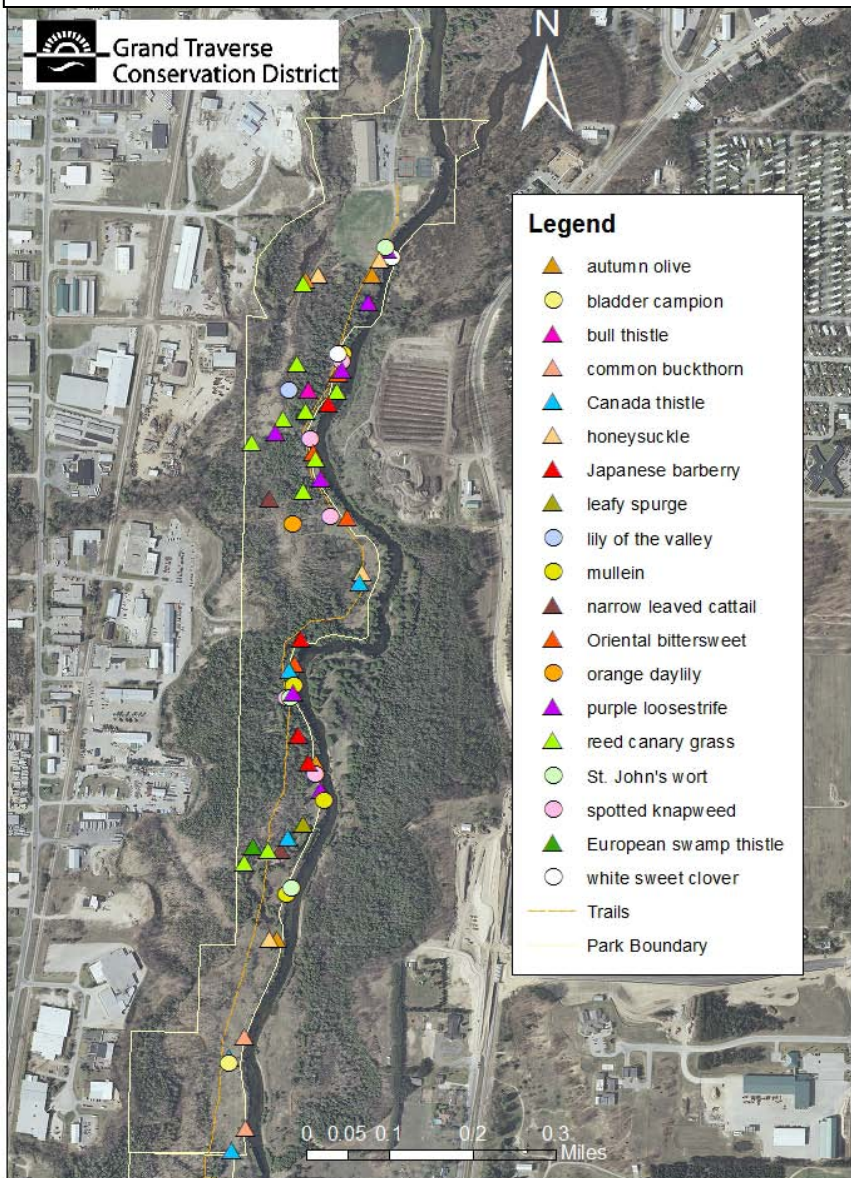 Grand Traverse
Conservation District
N
Legend
autumn olive
bladder campion
bull thistle
common buckthorn
Canada thistle
honeysuckle
Japanese barberry
leafy spurge
lily of the valley
mullein
narrow leaved cattail
Oriental bittersweet
orange daylily
purple loosestrife
reed canary grass
St. John's wort
spotted knapweed
European swamp thistle
white sweet clover
Trails
Park Boundary
0 0.05 0.1 0.2 0.3
Miles